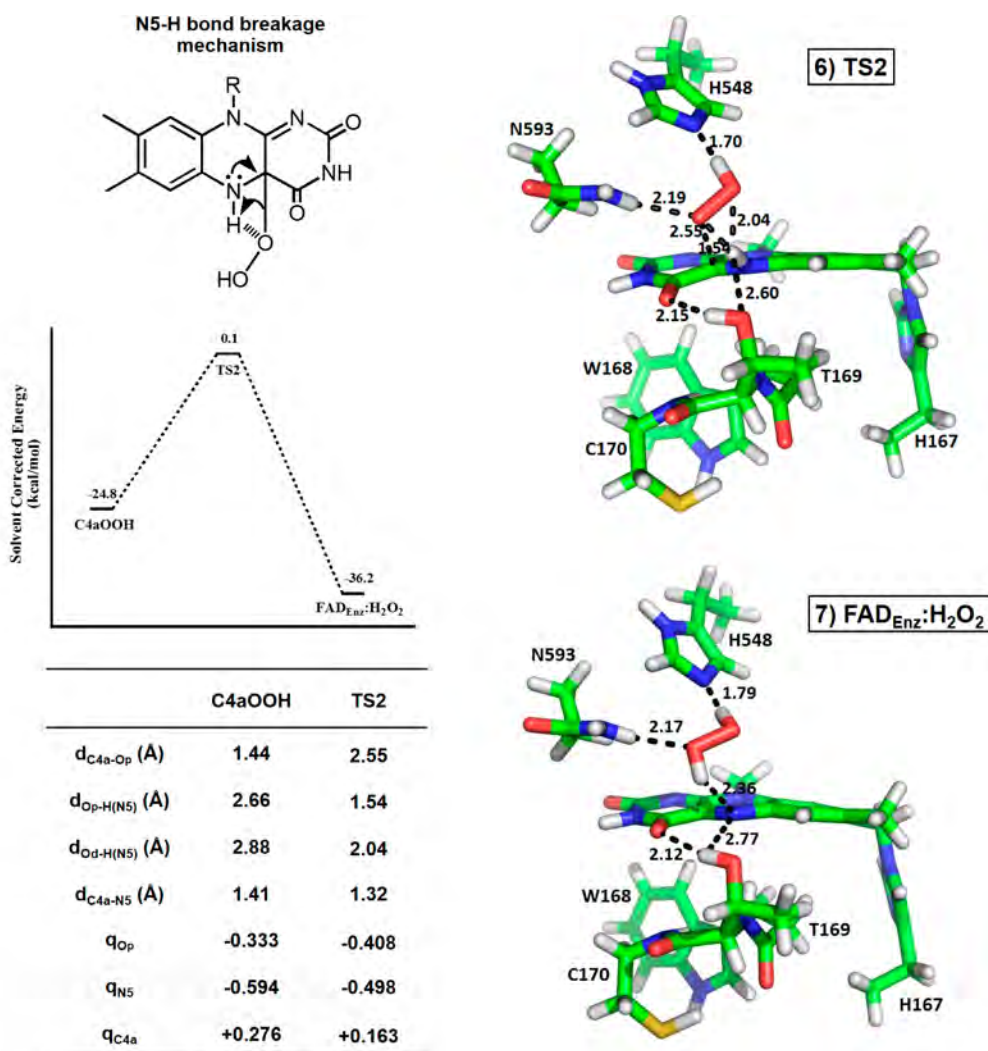 N5-H bond breakage
mechanism
R
N
N
O
NH
O
N
H
O
HO
Solvent Corrected Energy
(kcal/mol)
0.1
TS2
-24.8
C4aOOH
-36.2
FADEnz:H2O2
C4aOOH TS2
dC4a-Op (Å) 1.44 2.55
dOp-H(N5) (Å) 2.66 1.54
dOd-H(N5) (Å) 2.88 2.04
dC4a-N5 (Å) 1.41 1.32
qOp -0.333 -0.408
qN5 -0.594 -0.498
qC4a +0.276 +0.163
6) TS2
H548
N593
1.70
2.19
2.04
2.55
1.54
2.60
2.15
W168
T169
C170
H167
7) FADEnz:H2O2
H548
N593
1.79
2.17
2.36
2.77
2.12
W168
T169
C170
H167